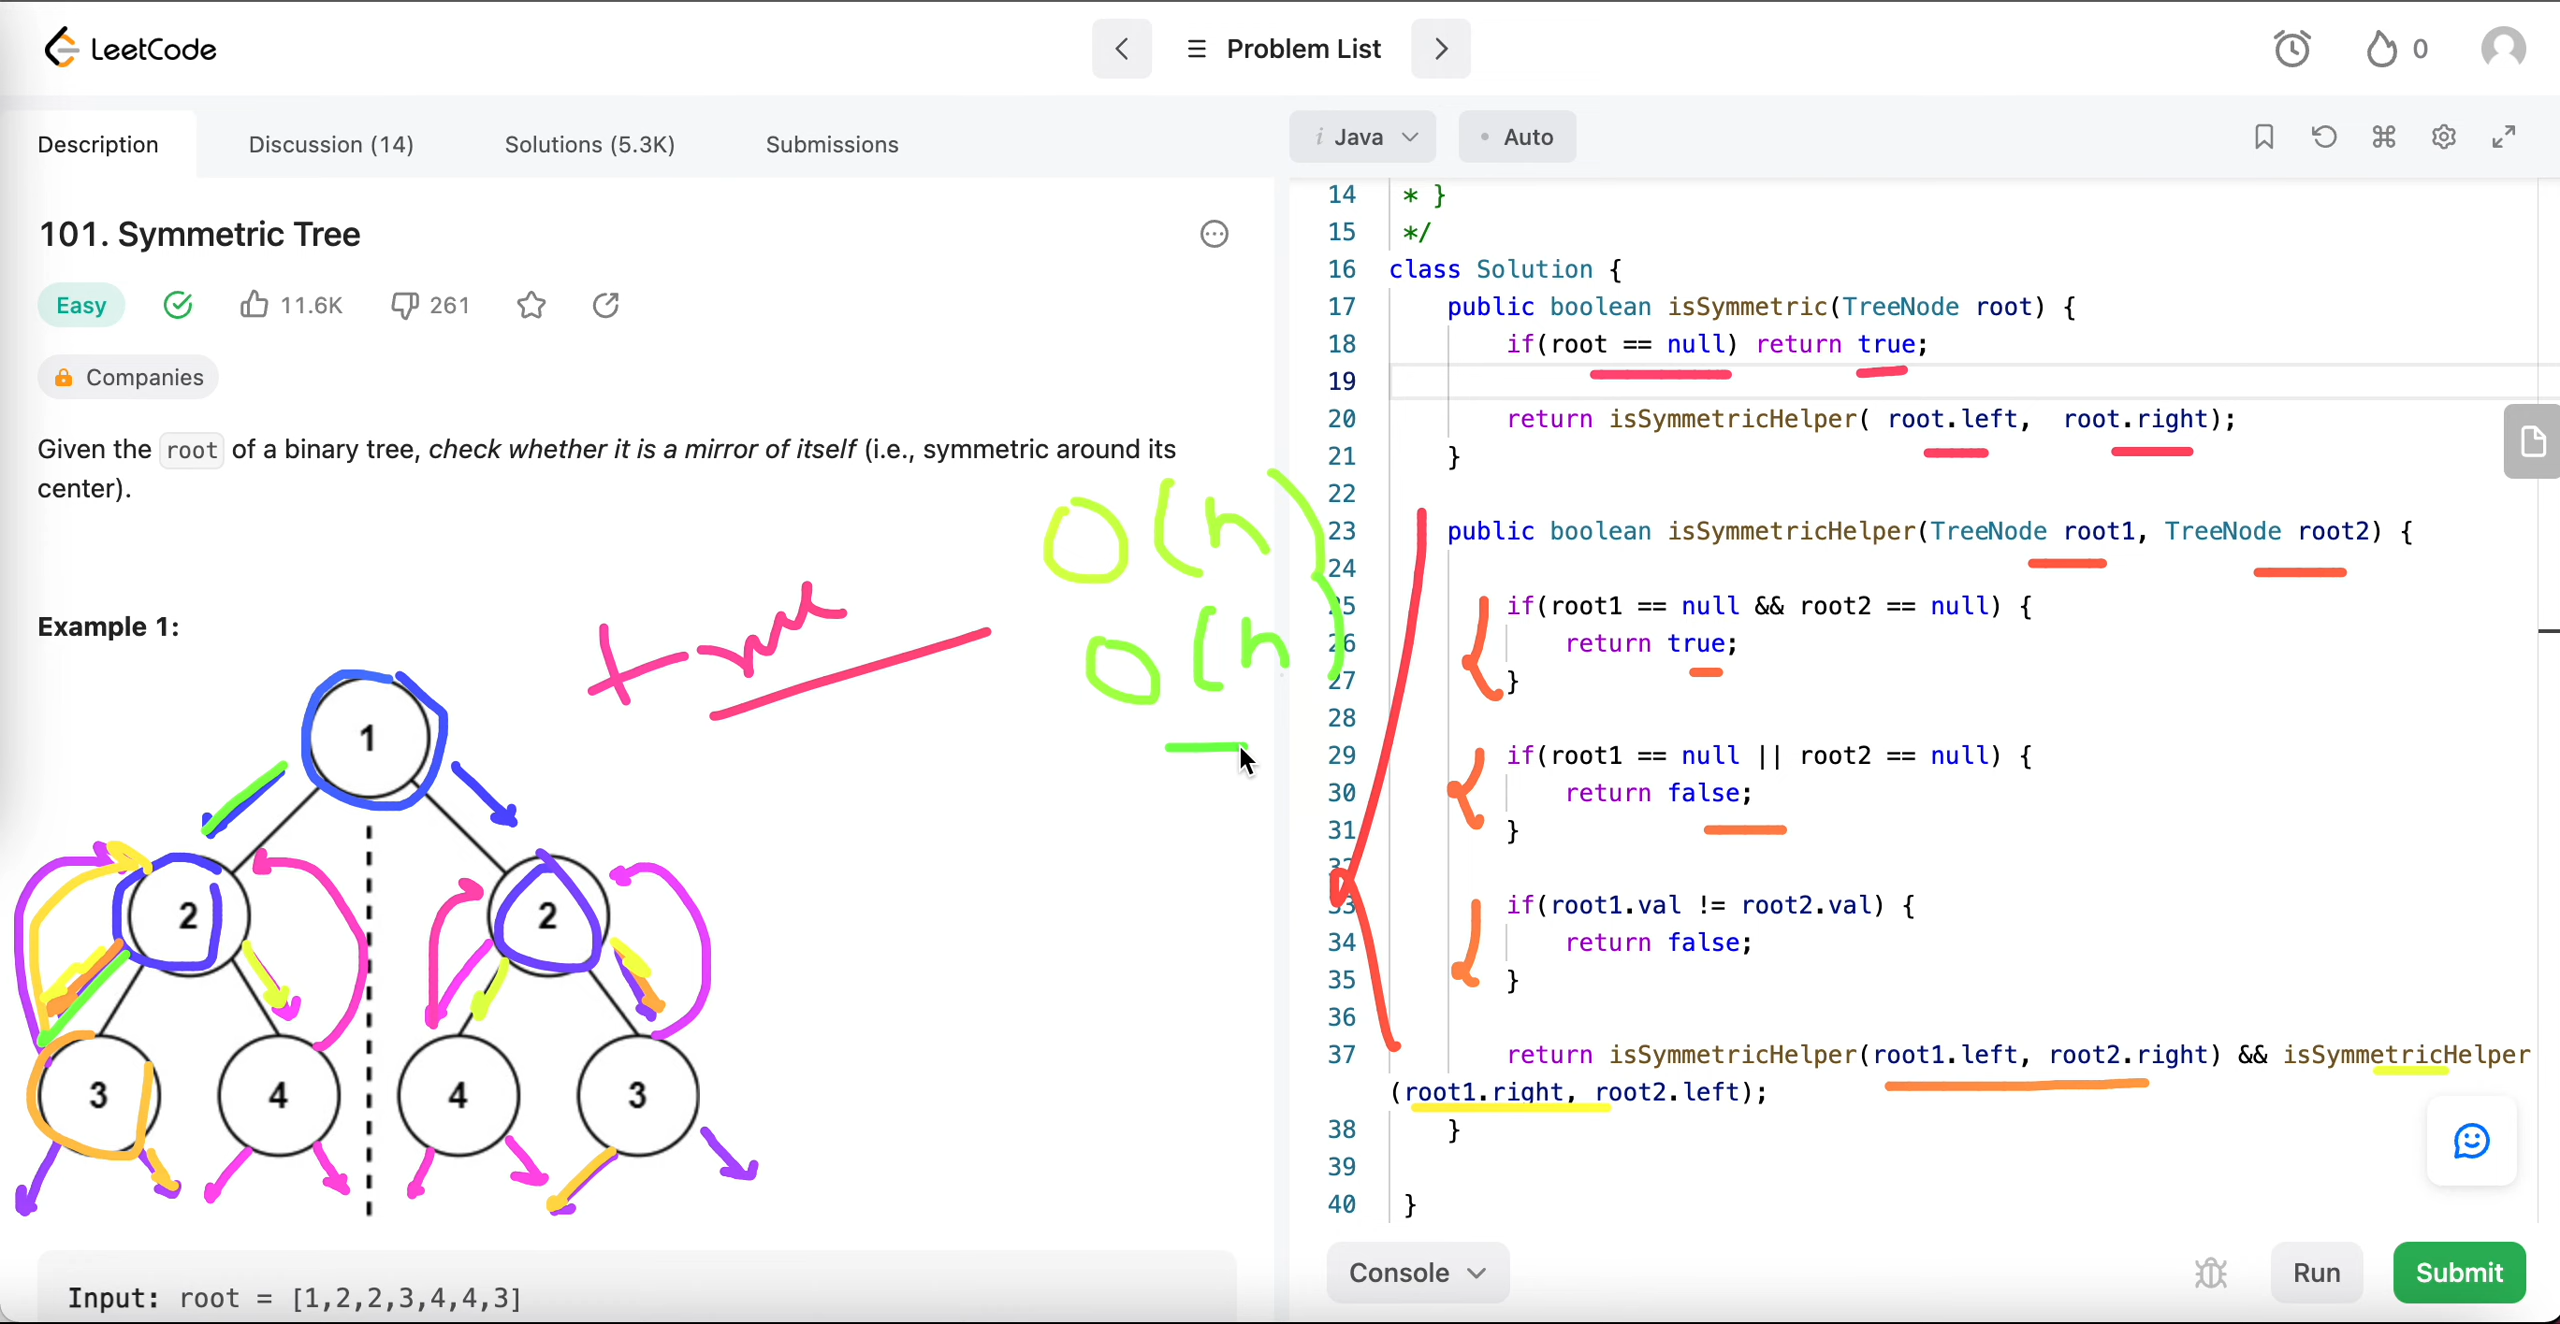 LeetCode
Problem List
0
Description
Discussion (14)
Solutions (5.3K)
Submissions
i Java
• Auto
101. Symmetric Tree
Easy
11.6K
261
Companies
Given the root of a binary tree, check whether it is a mirror of itself (i.e., symmetric around its
center).
O(n)
O(n)
Example 1:
1
2
2
3
4
4
3
Input: root = [1,2,2,3,4,4,3]
14 * }
15 */
16 class Solution {
17 public boolean isSymmetric(TreeNode root) {
18 if(root == null) return true;
19
20 return isSymmetricHelper( root.left, root.right);
21 }
22
23 public boolean isSymmetricHelper(TreeNode root1, TreeNode root2) {
24
25 if(root1 == null && root2 == null) {
26 return true;
27 }
28
29 if(root1 == null || root2 == null) {
30 return false;
31 }
32
33 if(root1.val != root2.val) {
34 return false;
35 }
36
37 return isSymmetricHelper(root1.left, root2.right) && isSymmetricHelper
(root1.right, root2.left);
38 }
39
40 }
Console
Run
Submit